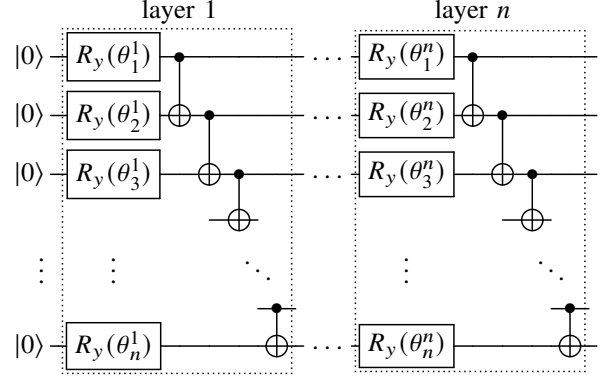 layer 1 layer n
|0⟩ R_y(θ_1^1) ... R_y(θ_1^n)
|0⟩ R_y(θ_2^1) ... R_y(θ_2^n)
|0⟩ R_y(θ_3^1) ... R_y(θ_3^n)
⋮ ⋮ ⋱ ⋮ ⋱
|0⟩ R_y(θ_n^1) ... R_y(θ_n^n)